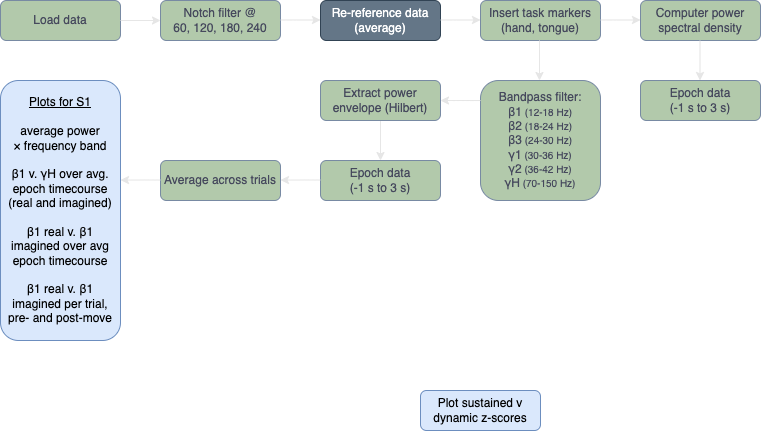 Load data
Notch filter @
60, 120, 180, 240
Re-reference data
(average)
Insert task markers
(hand, tongue)
Computer power
spectral density
Plots for S1
average power
× frequency band
β1 v. γH over avg.
epoch timecourse
(real and imagined)
β1 real v. β1
imagined over avg
epoch timecourse
β1 real v. β1
imagined per trial,
pre- and post-move
Extract power
envelope (Hilbert)
Bandpass filter:
β1 (12-18 Hz)
β2 (18-24 Hz)
β3 (24-30 Hz)
γ1 (30-36 Hz)
γ2 (36-42 Hz)
γH (70-150 Hz)
Epoch data
(-1 s to 3 s)
Average across trials
Epoch data
(-1 s to 3 s)
Plot sustained v
dynamic z-scores